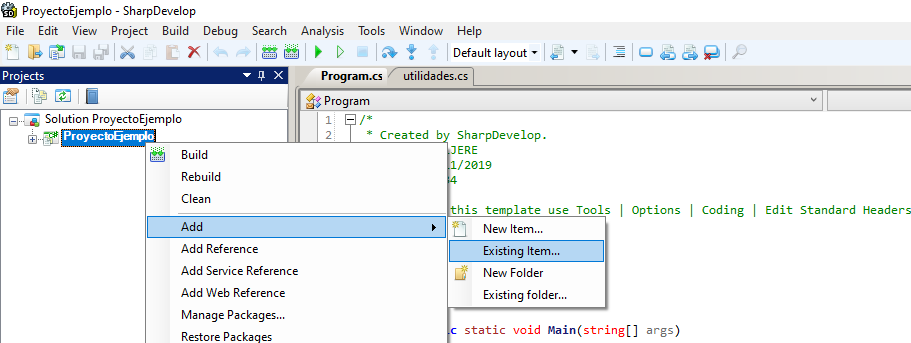 ProyectoEjemplo - SharpDevelop
File Edit View Project Build Debug Search Analysis Tools Window Help
Default layout
Projects
Program.cs utilidades.cs
Program
Solution ProyectoEjemplo
ProyectoEjemplo
1 /*
2 * Created by SharpDevelop.
JERE
1/2019
34
this template use Tools | Options | Coding | Edit Standard Headers
Build
Rebuild
Clean
Add
Add Reference
Add Service Reference
Add Web Reference
Manage Packages...
Restore Packages
New Item...
Existing Item...
New Folder
Existing folder...
ic static void Main(string[] args)